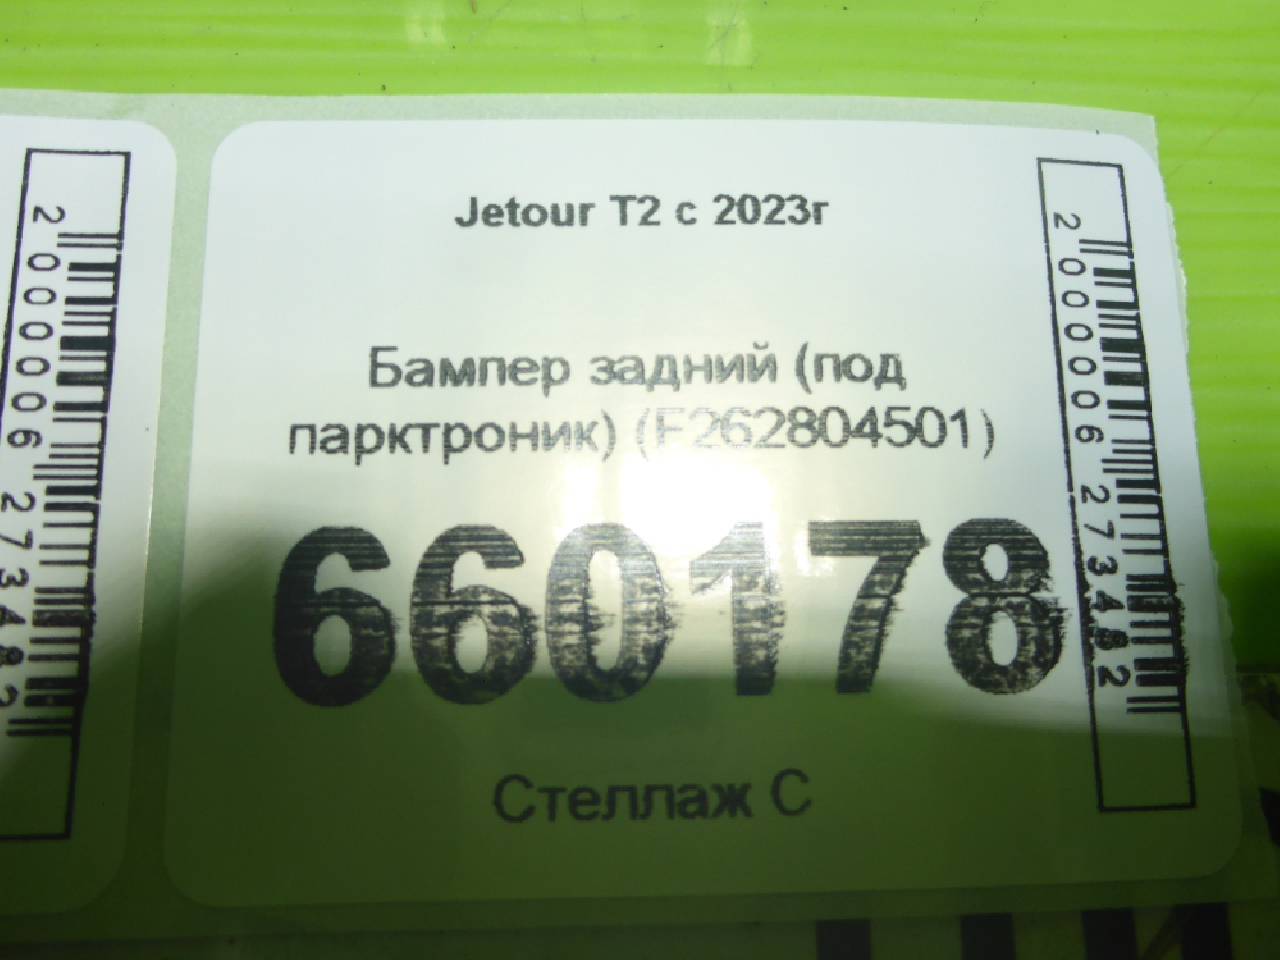 Jetour T2 с 2023г
Бампер задний (под
парктроник) (F262804501)
660178
Стеллаж С
2000006273482
2000006273482